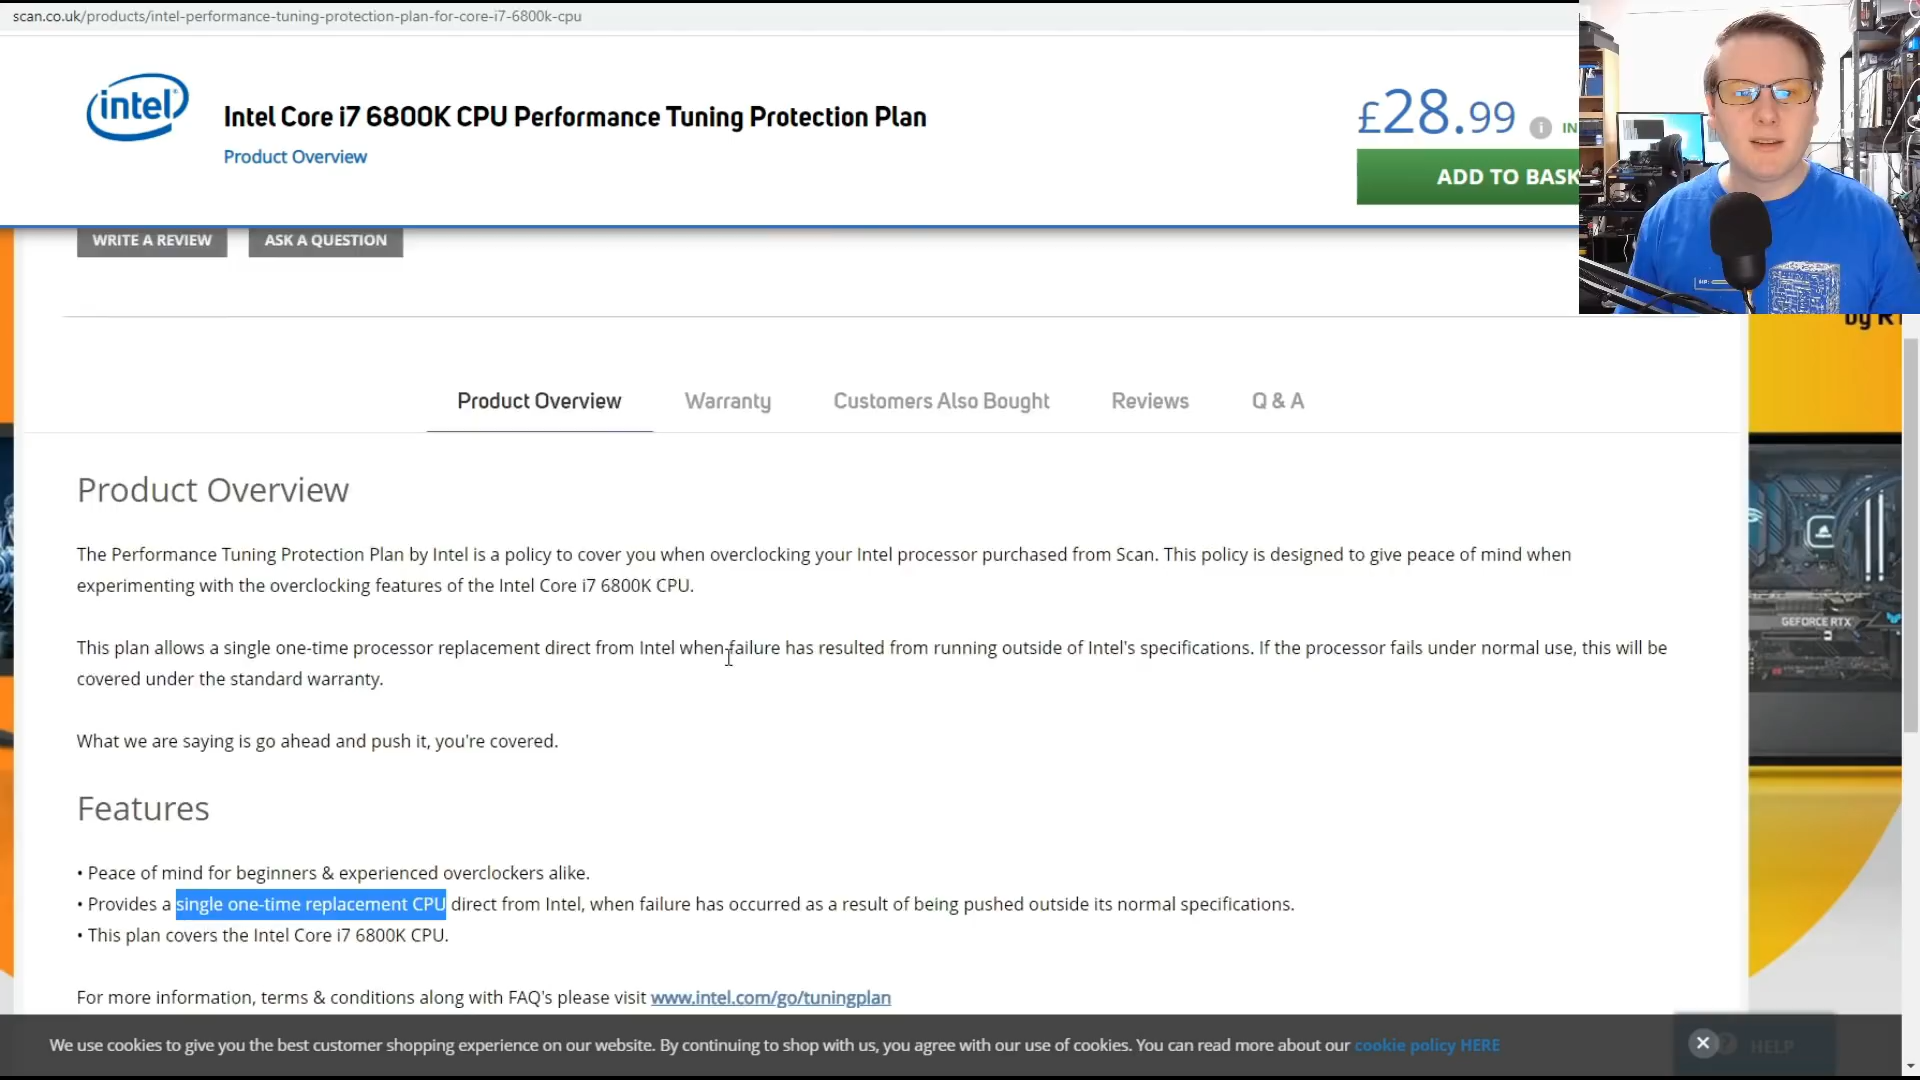 scan.co.uk/products/intel-performance-tuning-protection-plan-for-core-i7-6800k-cpu
intel
Intel Core i7 6800K CPU Performance Tuning Protection Plan
Product Overview
£28.99
IN
ADD TO BASK
WRITE A REVIEW
ASK A QUESTION
by RT
Product Overview
Warranty
Customers Also Bought
Reviews
Q & A
Product Overview
The Performance Tuning Protection Plan by Intel is a policy to cover you when overclocking your Intel processor purchased from Scan. This policy is designed to give peace of mind when
experimenting with the overclocking features of the Intel Core i7 6800K CPU.
This plan allows a single one-time processor replacement direct from Intel when failure has resulted from running outside of Intel's specifications. If the processor fails under normal use, this will be
covered under the standard warranty.
GEFORCE RTX
What we are saying is go ahead and push it, you're covered.
Features
• Peace of mind for beginners & experienced overclockers alike.
• Provides a single one-time replacement CPU direct from Intel, when failure has occurred as a result of being pushed outside its normal specifications.
• This plan covers the Intel Core i7 6800K CPU.
For more information, terms & conditions along with FAQ's please visit www.intel.com/go/tuningplan
We use cookies to give you the best customer shopping experience on our website. By continuing to shop with us, you agree with our use of cookies. You can read more about our cookie policy HERE
HELP